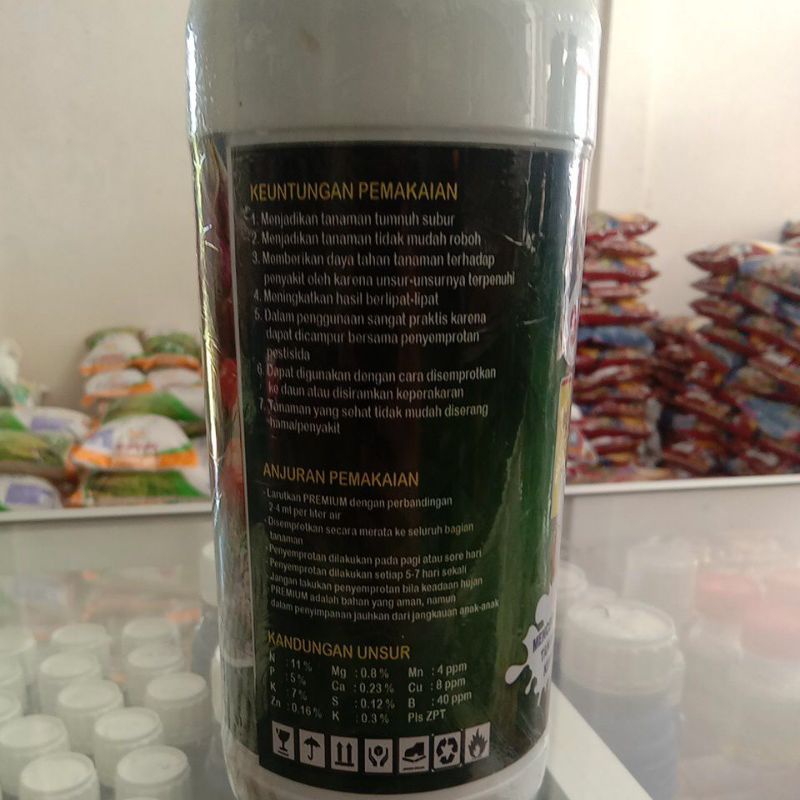 KEUNTUNGAN PEMAKAIAN
1. Menjadikan tanaman tumnuh subur
2. Menjadikan tanaman tidak mudah roboh
3. Memberikan daya tahan tanaman terhadap
penyakit oleh karena unsur-unsurnya terpenuhi
4. Meningkatkan hasil berlipat-lipat
5. Dalam penggunaan sangat praktis karena
dapat dicampur bersama penyemprotan
pestisida
6. Dapat digunakan dengan cara disemprotkan
ke daun atau disiramkan keperakaran
7. Tanaman yang sehat tidak mudah diserang
hama/penyakit
ANJURAN PEMAKAIAN
- Larutkan PREMIUM dengan perbandingan
2-4 ml per liter air
- Disemprotkan secara merata ke seluruh bagian
tanaman
- Penyemprotan dilakukan pada pagi atau sore hari
- Penyemprotan dilakukan setiap 5-7 hari sekali
- Jangan lakukan penyemprotan bila keadaan hujan
- PREMIUM adalah bahan yang aman, namun
dalam penyimpanan jauhkan dari jangkauan anak-anak
KANDUNGAN UNSUR
N : 11 % Mg : 0.8 % Mn : 4 ppm
P : 5 % Ca : 0.23 % Cu : 8 ppm
K : 7 % S : 0.12 % B : 40 ppm
Zn : 0.16 % K : 0.3 % Pls ZPT